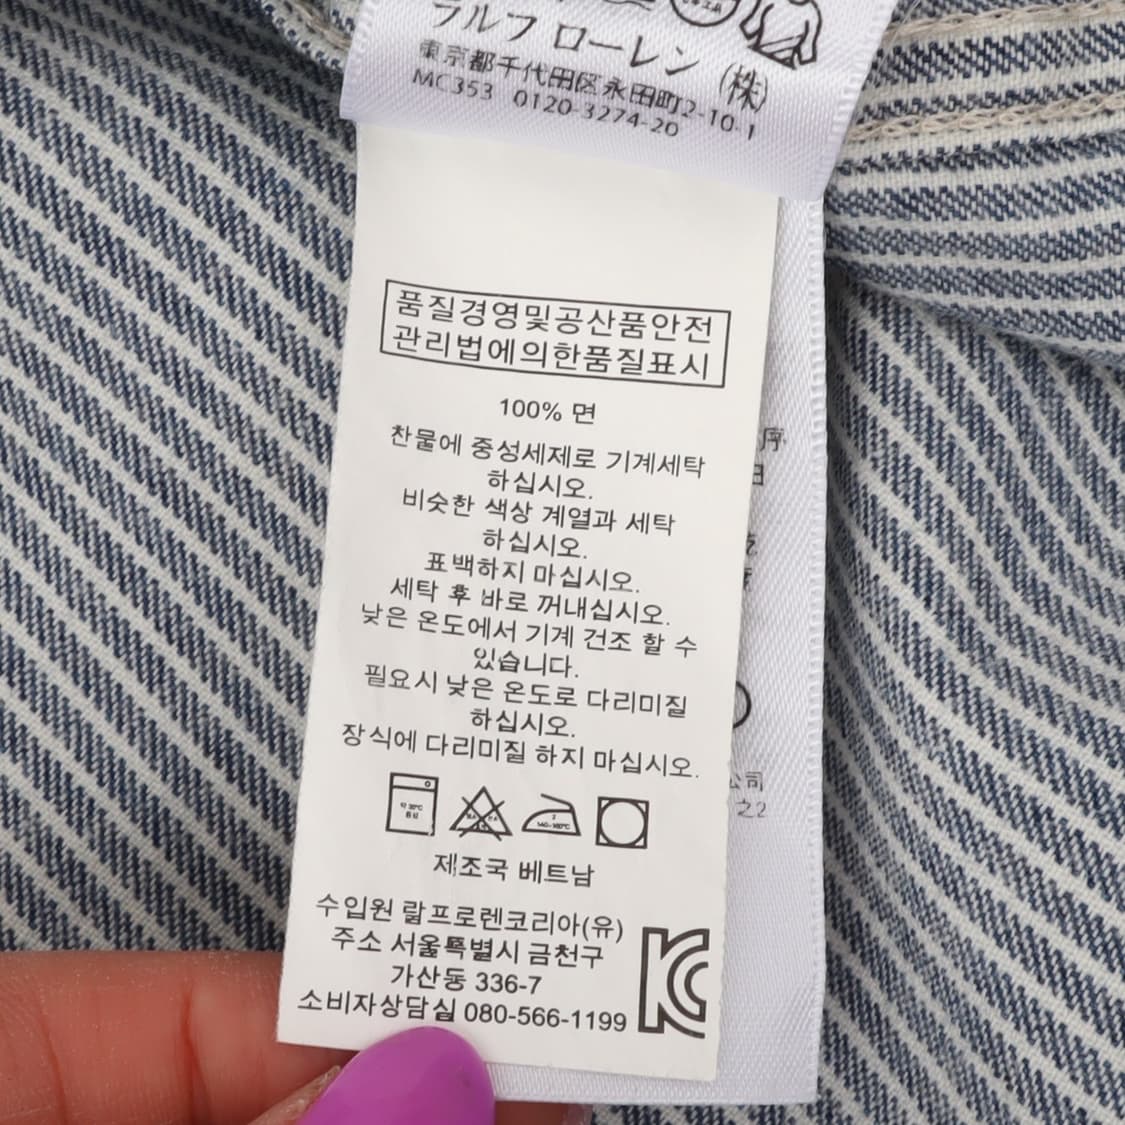 ラルフ ローレン (株)
東京都千代田区永田町2-10-1
MC353 0120-3274-20
품질경영및공산품안전
관리법에의한품질표시
100% 면
찬물에 중성세제로 기계세탁
하십시오.
비슷한 색상 계열과 세탁
하십시오.
표백하지 마십시오.
세탁 후 바로 꺼내십시오.
낮은 온도에서 기계 건조 할 수
있습니다.
필요시 낮은 온도로 다리미질
하십시오.
장식에 다리미질 하지 마십시오.
제조국 베트남
수입원 랄프로렌코리아(유)
주소 서울특별시 금천구
가산동 336-7
소비자상담실 080-566-1199
序
公司
之2